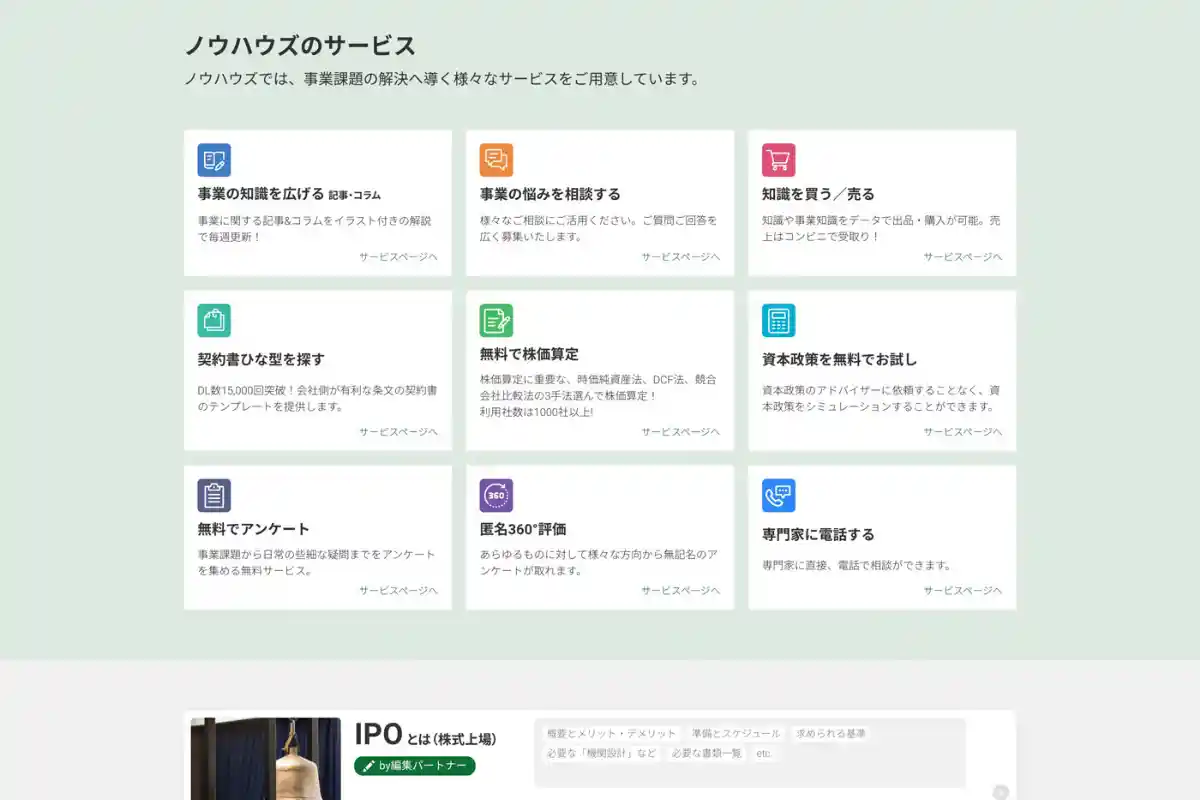 ノウハウズのサービス
ノウハウズでは、事業課題の解決へ導く様々なサービスをご用意しています。
事業の知識を広げる 記事・コラム
事業に関する記事&コラムをイラスト付きの解説
で毎週更新！
サービスページへ
事業の悩みを相談する
様々なご相談にご活用ください。ご質問ご回答を
広く募集いたします。
サービスページへ
知識を買う／売る
知識や事業知識をデータで出品・購入が可能。売
上はコンビニで受取り！
サービスページへ
契約書ひな型を探す
DL数15,000回突破！会社側が有利な条文の契約書
のテンプレートを提供します。
サービスページへ
無料で株価算定
株価算定に重要な、時価純資産法、DCF法、競合
会社比較法の3手法選んで株価算定！
利用社数は1000社以上!
サービスページへ
資本政策を無料でお試し
資本政策のアドバイザーに依頼することなく、資
本政策をシミュレーションすることができます。
サービスページへ
無料でアンケート
事業課題から日常の些細な疑問までをアンケート
を集める無料サービス。
サービスページへ
360
匿名360°評価
あらゆるものに対して様々な方向から無記名のア
ンケートが取れます。
サービスページへ
専門家に電話する
専門家に直接、電話で相談ができます。
サービスページへ
IPO とは（株式上場）
by編集パートナー
概要とメリット・デメリット 準備とスケジュール 求められる基準
必要な「機関設計」など 必要な書類一覧 etc.